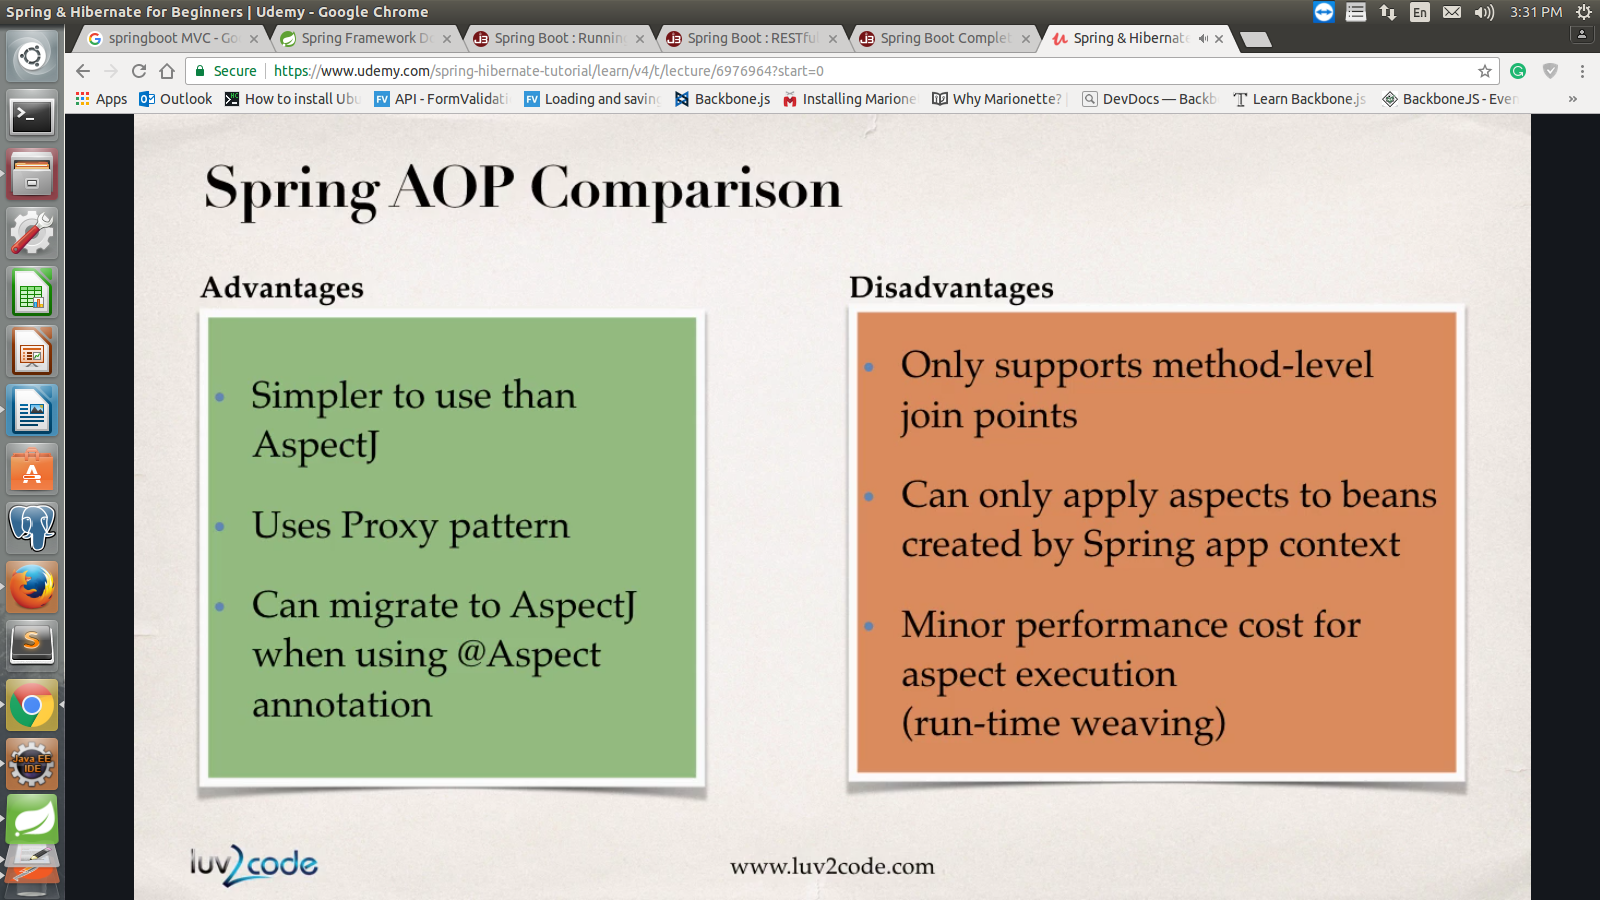 Spring & Hibernate for Beginners | Udemy - Google Chrome
En
3:31 PM
springboot MVC - Go
Spring Framework Do
Spring Boot : Runnin
Spring Boot : RESTfu
Spring Boot Complet
Spring & Hibernate
Secure
https://www.udemy.com/spring-hibernate-tutorial/learn/v4/t/lecture/6976964?start=0
Apps
Outlook
How to install Ubu
FV API - FormValidati
FV Loading and saving
Backbone.js
Installing Marione
Why Marionette?
DevDocs — Backb
Learn Backbone.js
BackboneJS - Ever
»
Spring AOP Comparison
Advantages
• Simpler to use than
AspectJ
• Uses Proxy pattern
• Can migrate to AspectJ
when using @Aspect
annotation
Disadvantages
• Only supports method-level
join points
• Can only apply aspects to beans
created by Spring app context
• Minor performance cost for
aspect execution
(run-time weaving)
Java EE
IDE
luv2code
www.luv2code.com